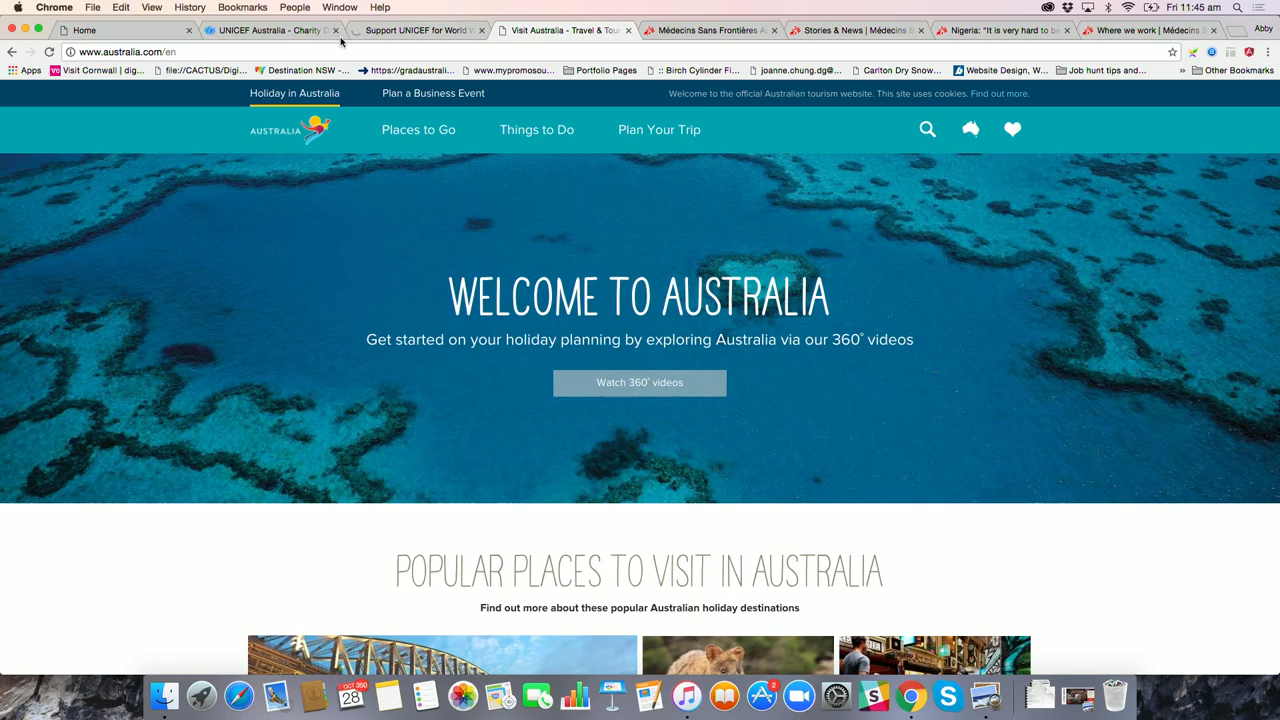 Chrome File Edit View History Bookmarks People Window Help Fri 11:45 am
Home UNICEF Australia - Charity D Support UNICEF for World W Visit Australia - Travel & Tour Médecins Sans Frontières Au Stories & News | Médecins S Nigeria: "It is very hard to be Where we work | Médecins S Abby
www.australia.com/en
Apps Visit Cornwall | dig... file://CACTUS/Digi... Destination NSW -... https://gradaustrali... www.mypromosou... Portfolio Pages :: Birch Cylinder Fi... joanne.chung.dg@... Carlton Dry Snow... Website Design, W... Job hunt tips and... » Other Bookmarks
Holiday in Australia Plan a Business Event Welcome to the official Australian tourism website. This site uses cookies. Find out more.
AUSTRALIA Places to Go Things to Do Plan Your Trip
WELCOME TO AUSTRALIA
Get started on your holiday planning by exploring Australia via our 360° videos
Watch 360° videos
POPULAR PLACES TO VISIT IN AUSTRALIA
Find out more about these popular Australian holiday destinations
OCT 350
28
2